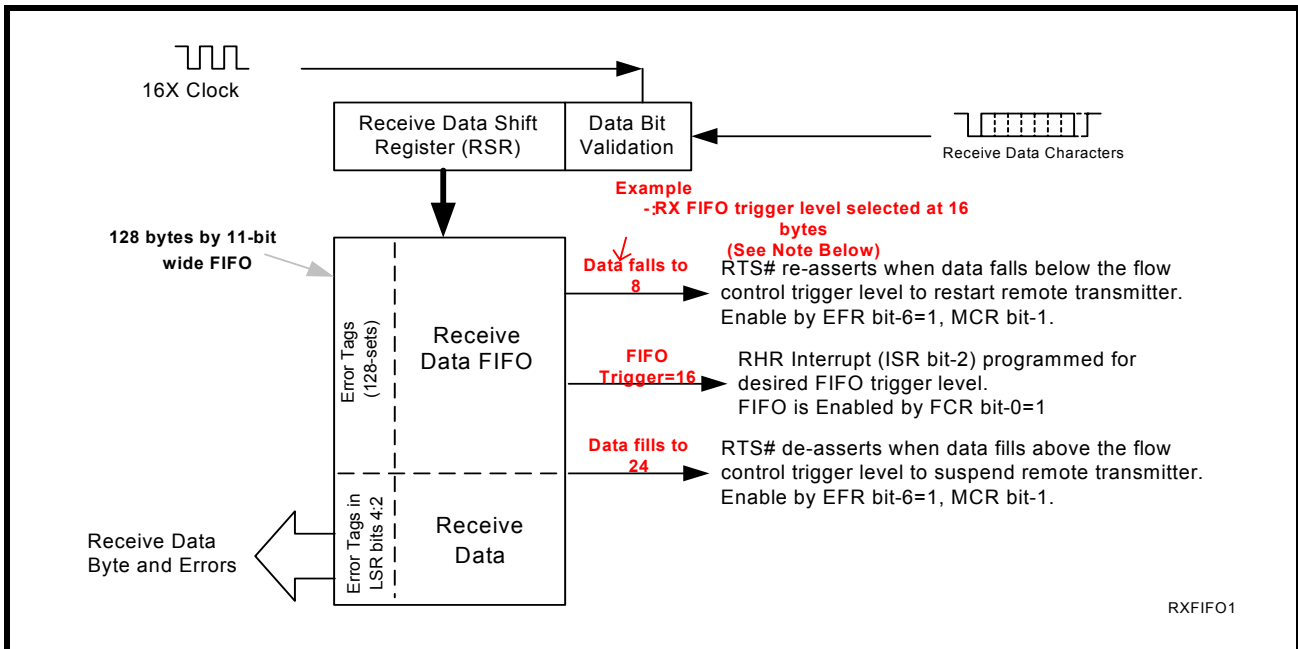 16X Clock
Receive Data Shift
Register (RSR)
Data Bit
Validation
Receive Data Characters
Example
-:RX FIFO trigger level selected at 16
bytes
(See Note Below)
128 bytes by 11-bit
wide FIFO
Data falls to
8
RTS# re-asserts when data falls below the flow
control trigger level to restart remote transmitter.
Enable by EFR bit-6=1, MCR bit-1.
Error Tags
(128-sets)
Receive
Data FIFO
FIFO
Trigger=16
RHR Interrupt (ISR bit-2) programmed for
desired FIFO trigger level.
FIFO is Enabled by FCR bit-0=1
Data fills to
24
RTS# de-asserts when data fills above the flow
control trigger level to suspend remote transmitter.
Enable by EFR bit-6=1, MCR bit-1.
Error Tags in
LSR bits 4:2
Receive
Data
Receive Data
Byte and Errors
RXFIFO1